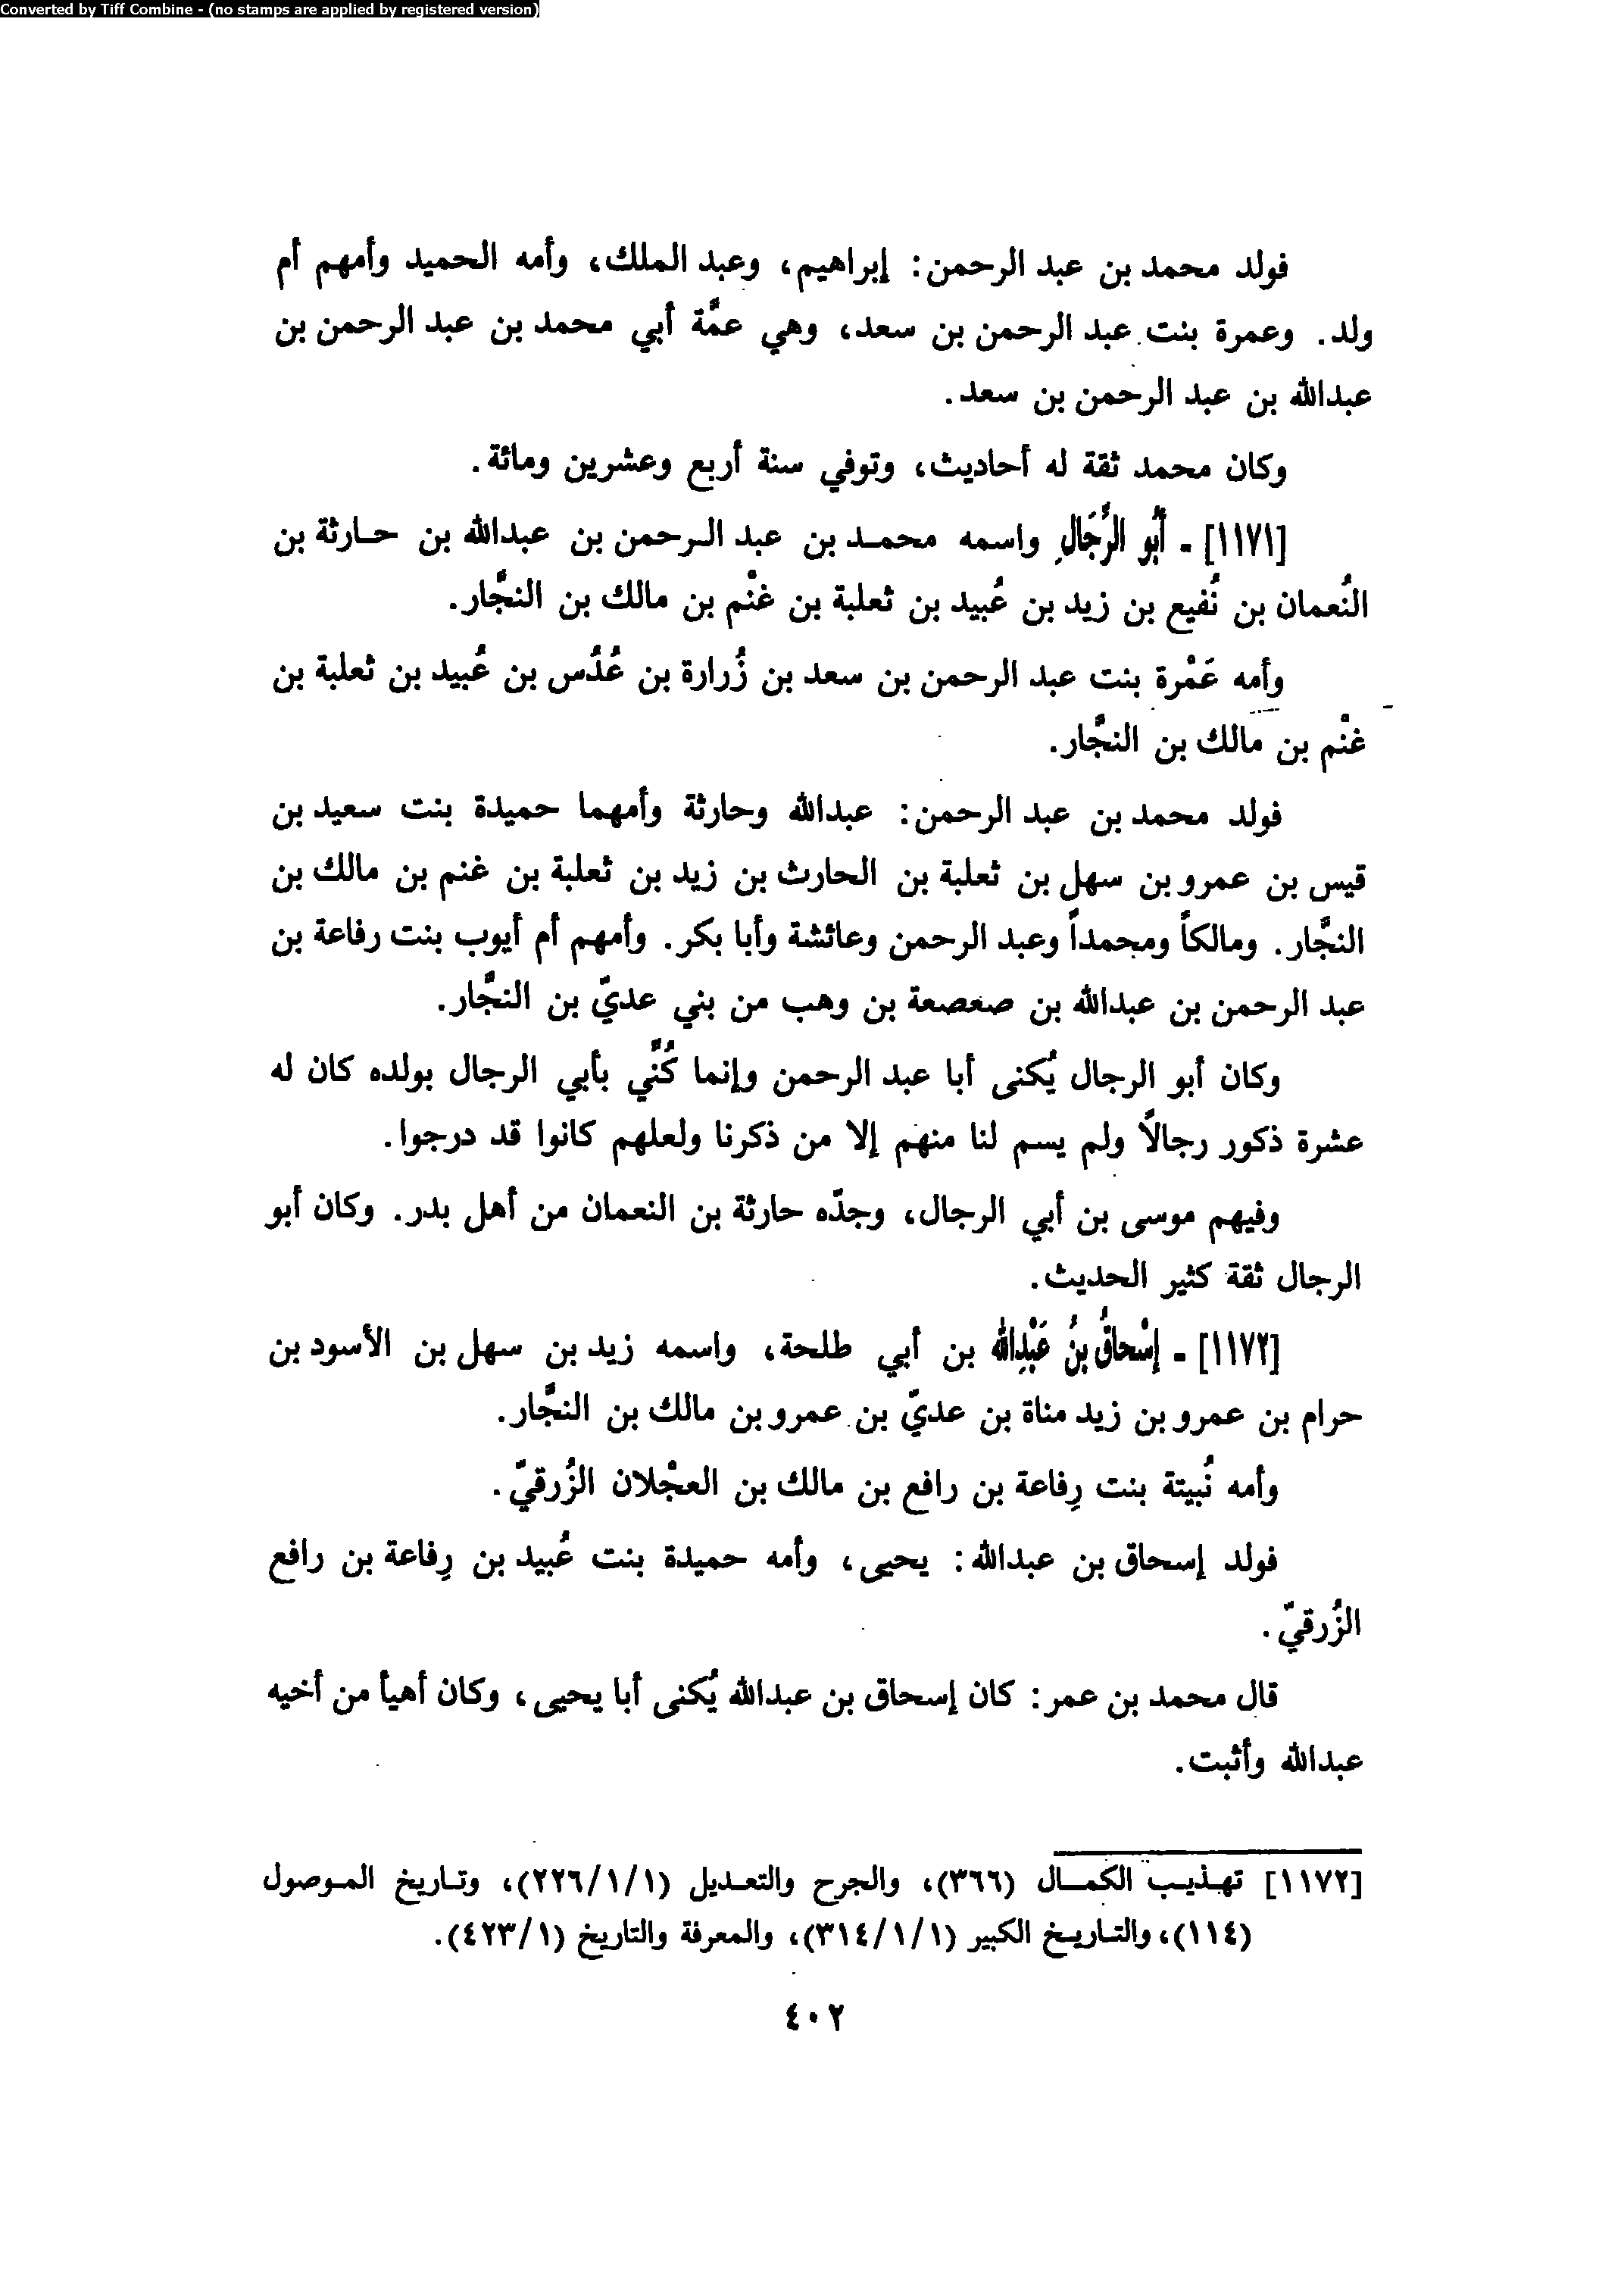 Converted by Tiff Combine - (no stamps are applied by registered version)
فولد محمد بن عبد الرحمن: إبراهيم، وعبد الملك، وأمه الحميد وأمهم أم
ولد. وعمرة بنت عبد الرحمن بن سعد، وهي عمَّة أبي محمد بن عبد الرحمن بن
عبدالله بن عبد الرحمن بن سعد.
وكان محمد ثقة له أحاديث، وتوفي سنة أربع وعشرين ومائة.
[١١٧١] - أَبُو الرِّجَالِ واسمه محمـد بن عبد الـرحمن بن عبدالله بن حـارثة بن
النُعمان بن نُفيع بن زيد بن عُبيد بن ثعلبة بن غنْم بن مالك بن النجَّار.
وأمه عَمْرة بنت عبد الرحمن بن سعد بن زُرارة بن عُدُس بن عُبيد بن ثعلبة بن
غنْم بن مالك بن النجَّار.
فولد محمد بن عبد الرحمن: عبدالله وحارثة وأمهما حميدة بنت سعيد بن
قيس بن عمرو بن سهل بن ثعلبة بن الحارث بن زيد بن ثعلبة بن غنم بن مالك بن
النجَّار. ومالكاً ومحمداً وعبد الرحمن وعائشة وأبا بكر. وأمهم أم أيوب بنت رفاعة بن
عبد الرحمن بن عبدالله بن صعصعة بن وهب من بني عديّ بن النجَّار.
وكان أبو الرجال يُكنى أبا عبد الرحمن وإنما كُنَّي بأبي الرجال بولده كان له
عشرة ذكور رجالاً ولم يسم لنا منهم إلا من ذكرنا ولعلهم كانوا قد درجوا.
وفيهم موسى بن أبي الرجال، وجدّه حارثة بن النعمان من أهل بدر. وكان أبو
الرجال ثقة كثير الحديث.
[١١٧٢] - إسْحاقُ بنُ عَبْدِالله بن أبي طلحة، واسمه زيد بن سهل بن الأسود بن
حرام بن عمرو بن زيد مناة بن عديّ بن عمرو بن مالك بن النجَّار.
وأمه نُبيتة بنت رِفاعة بن رافع بن مالك بن العجْلان الزُرقيّ.
فولد إسحاق بن عبدالله: يحيى، وأمه حميدة بنت عُبيد بن رِفاعة بن رافع
الزُرقيّ.
قال محمد بن عمر: كان إسحاق بن عبدالله يُكنى أبا يحيى، وكان أهيأ من أخيه
عبدالله وأثبت.
[١١٧٢] تهـذيـب الكمـال (٣٦٦)، والجرح والتعـديل (٢٢٦/١/١)، وتـاريخ المـوصول
(١١٤)، والتـاريـخ الكبير (٣١٤/١/١)، والمعرفة والتاريخ (٤٢٣/١).
٤٠٢